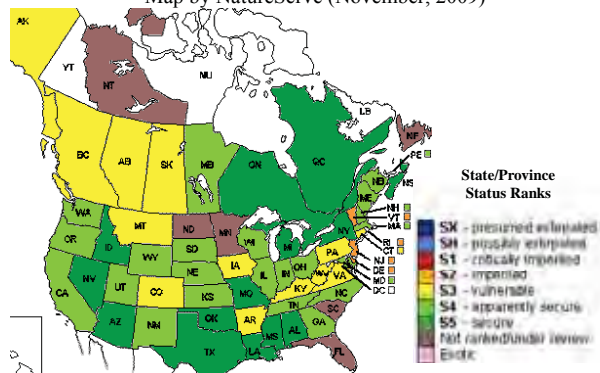 Map by NatureServe (November, 2009)
AK
YT
NT
NU
LB
BC
AB
SK
MB
ON
QC
NF
PE
NB
NS
ME
NH
VT
MA
RI
CT
NJ
DE
MD
DC
WA
MT
ND
MN
OR
ID
WY
SD
WI
MI
NY
NV
UT
CO
NE
IA
IL
IN
OH
PA
WV
VA
CA
KS
MO
KY
NC
AZ
NM
OK
AR
TN
SC
TX
LA
MS
AL
GA
FL
State/Province
Status Ranks
SX - presumed extirpated
SH - possibly extirpated
S1 - critically imperiled
S2 - imperiled
S3 - vulnerable
S4 - apparently secure
S5 - secure
Not ranked/under review
Exotic